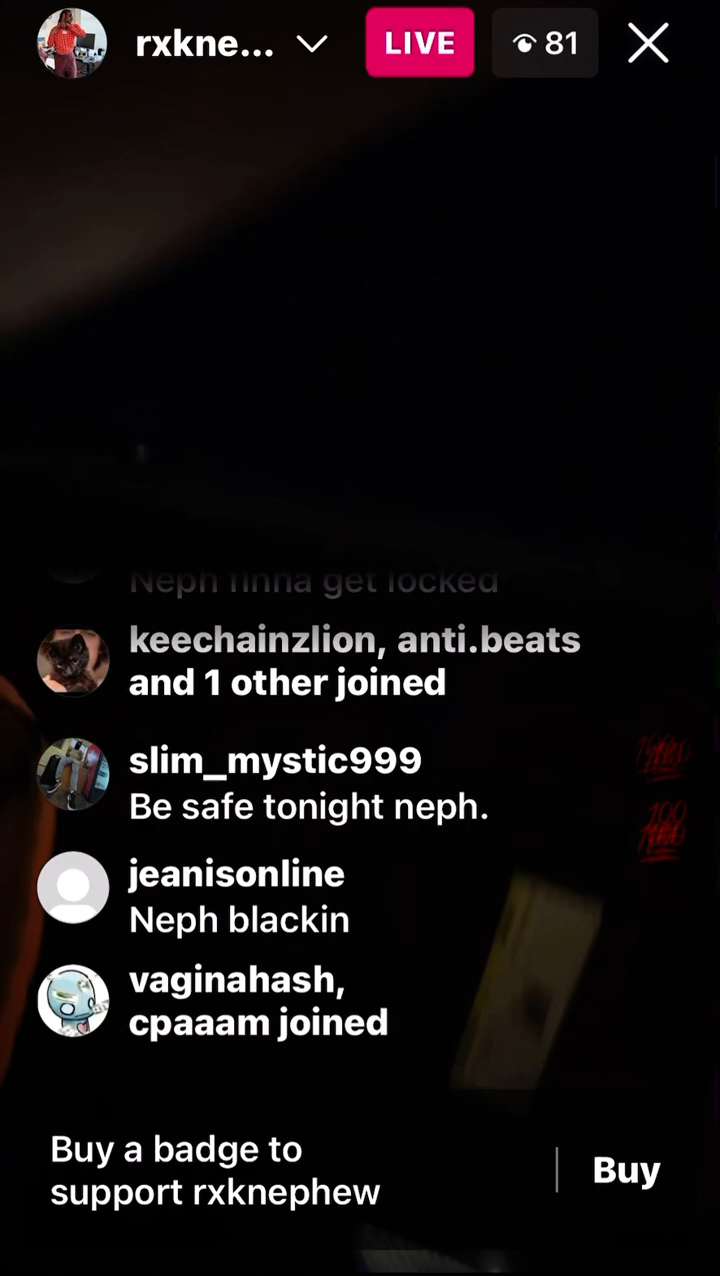 rxkne...
LIVE
81
Neph finna get locked
keechainzlion, anti.beats
and 1 other joined
slim_mystic999
Be safe tonight neph.
jeanisonline
Neph blackin
vaginahash,
cpaaam joined
Buy a badge to
support rxknephew
Buy